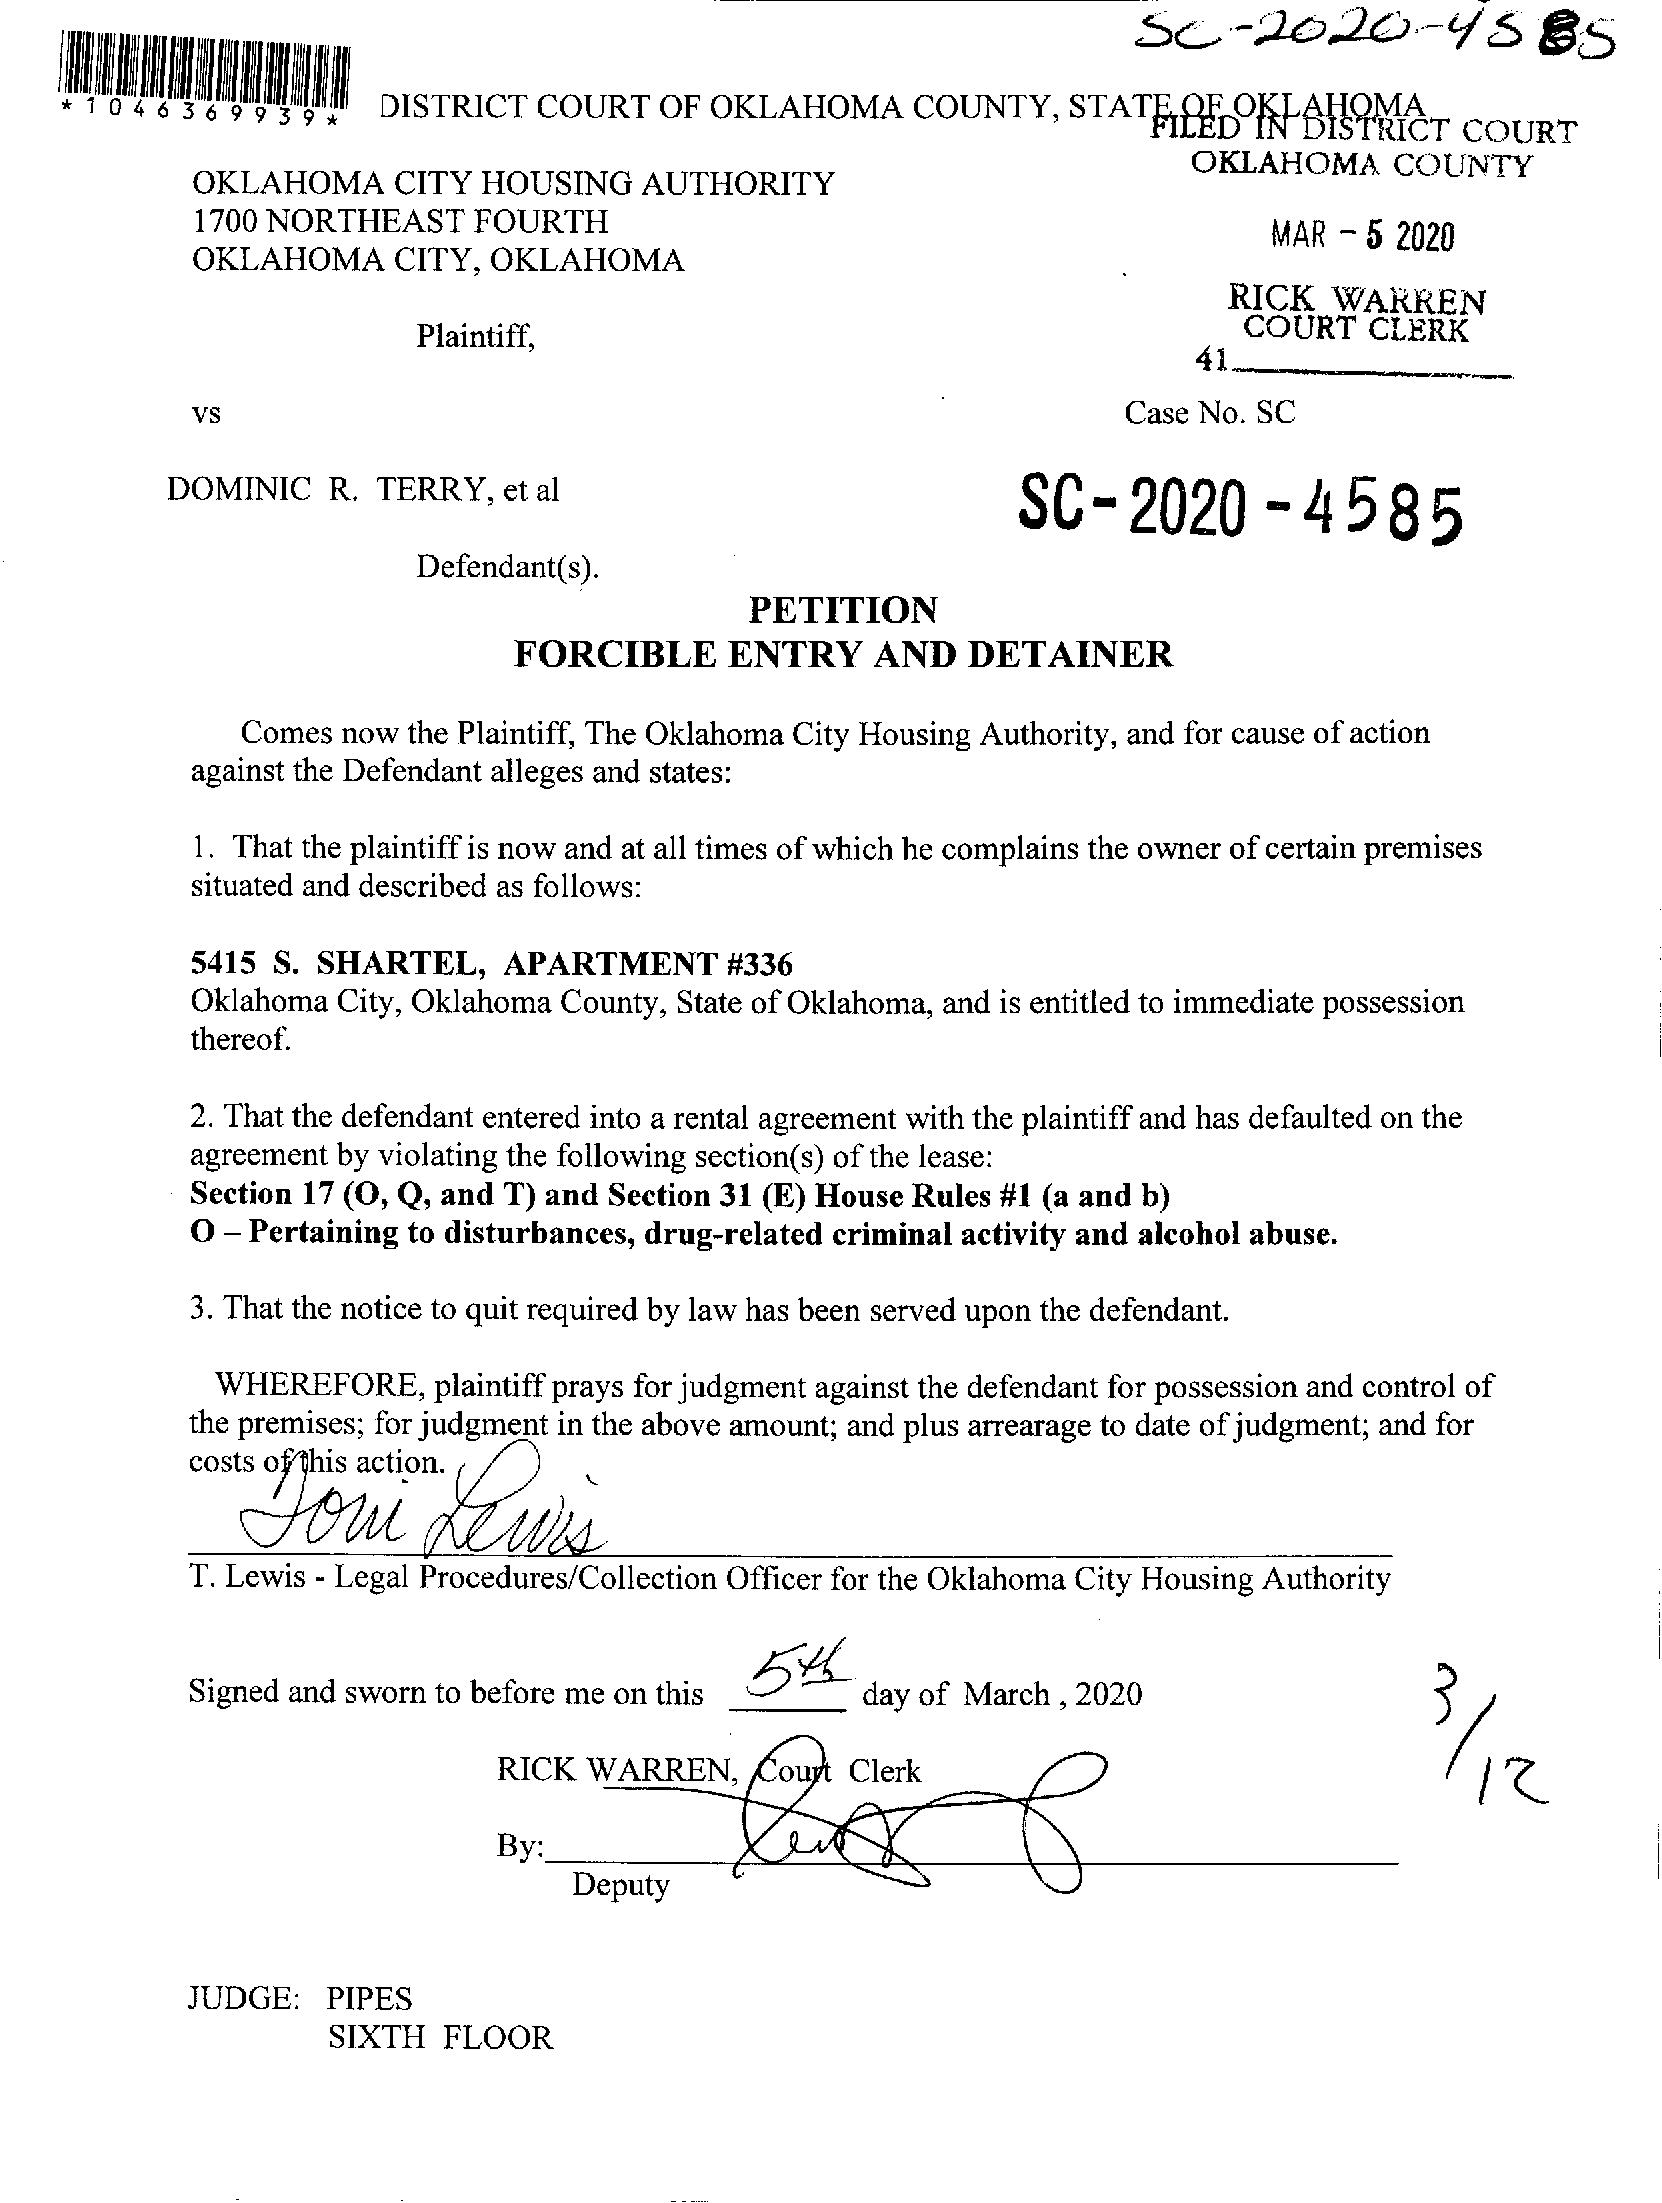 SC-2020-4585
*1046369939*
DISTRICT COURT OF OKLAHOMA COUNTY, STATE OF OKLAHOMA
FILED IN DISTRICT COURT
OKLAHOMA COUNTY
OKLAHOMA CITY HOUSING AUTHORITY
1700 NORTHEAST FOURTH
OKLAHOMA CITY, OKLAHOMA
MAR - 5 2020
RICK WARREN
COURT CLERK
41
Plaintiff,
vs
Case No. SC
DOMINIC R. TERRY, et al
SC-2020-4585
Defendant(s).
PETITION
FORCIBLE ENTRY AND DETAINER
Comes now the Plaintiff, The Oklahoma City Housing Authority, and for cause of action
against the Defendant alleges and states:
1. That the plaintiff is now and at all times of which he complains the owner of certain premises
situated and described as follows:
5415 S. SHARTEL, APARTMENT #336
Oklahoma City, Oklahoma County, State of Oklahoma, and is entitled to immediate possession
thereof.
2. That the defendant entered into a rental agreement with the plaintiff and has defaulted on the
agreement by violating the following section(s) of the lease:
Section 17 (O, Q, and T) and Section 31 (E) House Rules #1 (a and b)
O – Pertaining to disturbances, drug-related criminal activity and alcohol abuse.
3. That the notice to quit required by law has been served upon the defendant.
WHEREFORE, plaintiff prays for judgment against the defendant for possession and control of
the premises; for judgment in the above amount; and plus arrearage to date of judgment; and for
costs of this action.
Toni Lewis
T. Lewis - Legal Procedures/Collection Officer for the Oklahoma City Housing Authority
Signed and sworn to before me on this 5th day of March , 2020
3/12
RICK WARREN, Court Clerk
By:
Deputy
JUDGE: PIPES
SIXTH FLOOR